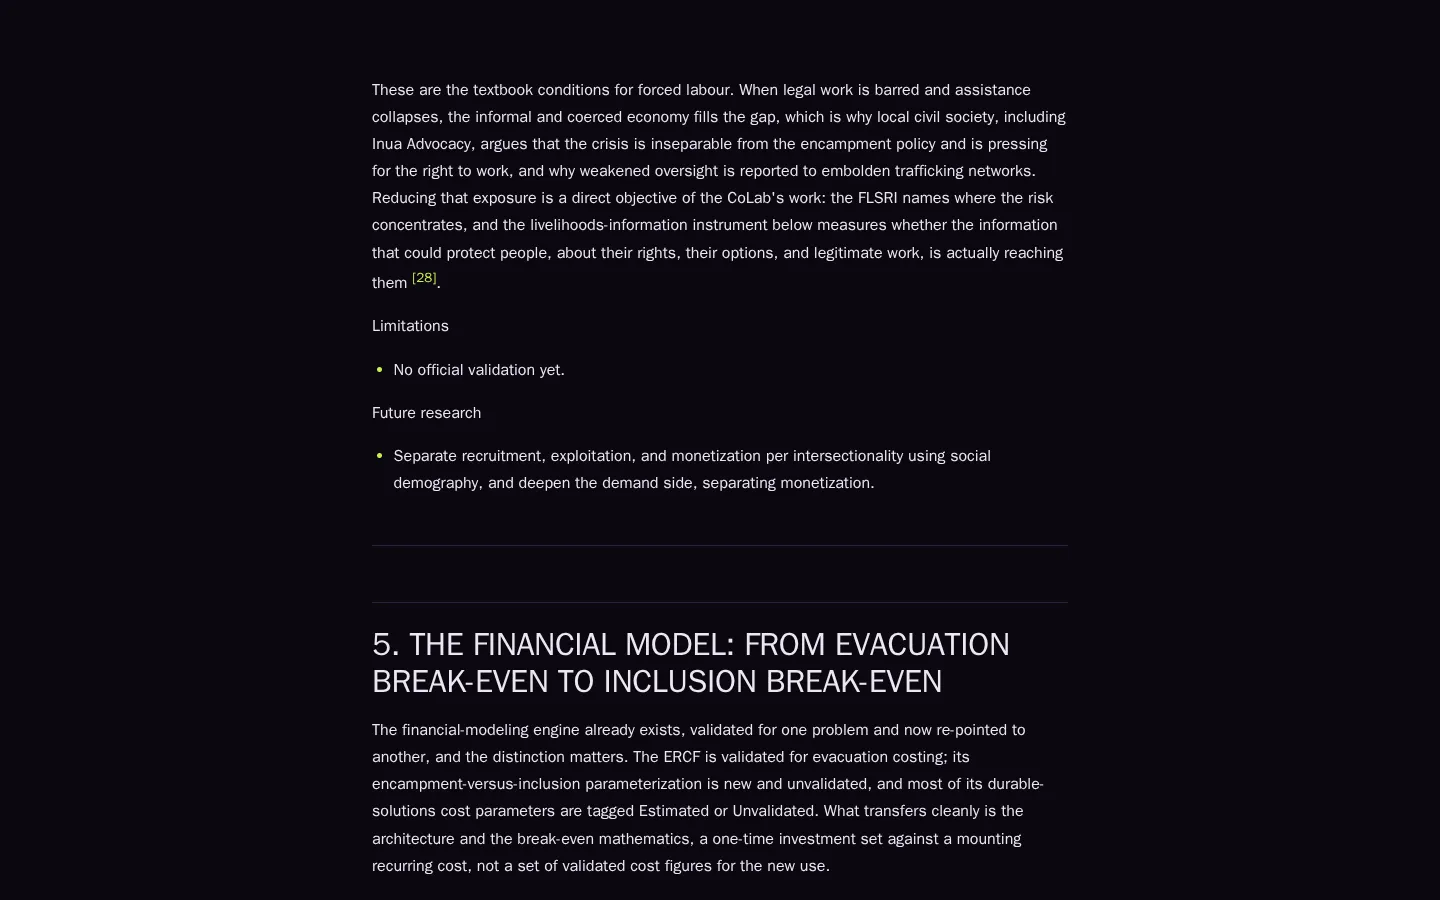 These are the textbook conditions for forced labour. When legal work is barred and assistance
collapses, the informal and coerced economy fills the gap, which is why local civil society, including
Inua Advocacy, argues that the crisis is inseparable from the encampment policy and is pressing
for the right to work, and why weakened oversight is reported to embolden trafficking networks.
Reducing that exposure is a direct objective of the CoLab's work: the FLSRI names where the risk
concentrates, and the livelihoods-information instrument below measures whether the information
that could protect people, about their rights, their options, and legitimate work, is actually reaching
them [28].
Limitations
• No official validation yet.
Future research
• Separate recruitment, exploitation, and monetization per intersectionality using social
demography, and deepen the demand side, separating monetization.
5. THE FINANCIAL MODEL: FROM EVACUATION
BREAK-EVEN TO INCLUSION BREAK-EVEN
The financial-modeling engine already exists, validated for one problem and now re-pointed to
another, and the distinction matters. The ERCF is validated for evacuation costing; its
encampment-versus-inclusion parameterization is new and unvalidated, and most of its durable-
solutions cost parameters are tagged Estimated or Unvalidated. What transfers cleanly is the
architecture and the break-even mathematics, a one-time investment set against a mounting
recurring cost, not a set of validated cost figures for the new use.